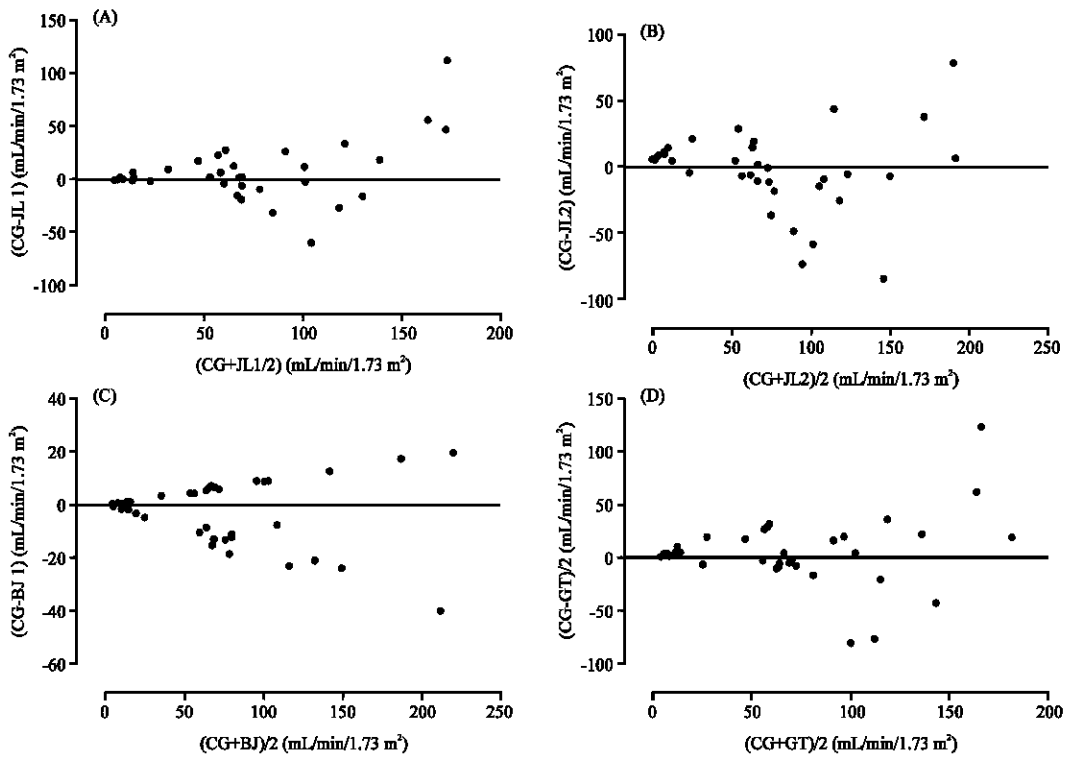 (A)
150
100
50
0
-50
-100
(CG-JL 1) (mL/min/1.73 m²)
0 50 100 150 200
(CG+JL1/2) (mL/min/1.73 m²)
(B)
100
50
0
-50
-100
(CG-JL2) (mL/min/1.73 m²)
0 50 100 150 200 250
(CG+JL2)/2 (mL/min/1.73 m²)
(C)
40
20
0
-20
-40
-60
(CG-BJ 1) (mL/min/1.73 m²)
0 50 100 150 200 250
(CG+BJ)/2 (mL/min/1.73 m²)
(D)
150
100
50
0
-50
-100
(CG-GT)/2 (mL/min/1.73 m²)
0 50 100 150 200
(CG+GT)/2 (mL/min/1.73 m²)